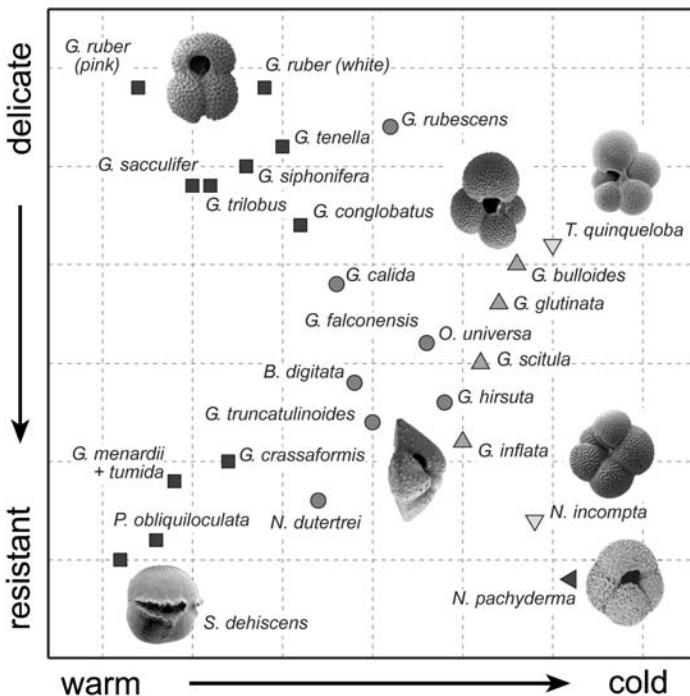 delicate
resistant
G. ruber
(pink)
G. ruber (white)
G. rubescens
G. tenella
G. sacculifer
G. siphonifera
G. trilobus
G. conglobatus
T. quinqueloba
G. bulloides
G. calida
G. glutinata
G. falconensis
O. universa
G. scitula
B. digitata
G. hirsuta
G. truncatulinoides
G. menardii
+ tumida
G. crassaformis
G. inflata
P. obliquiloculata
N. dutertrei
N. incompta
N. pachyderma
S. dehiscens
warm
cold